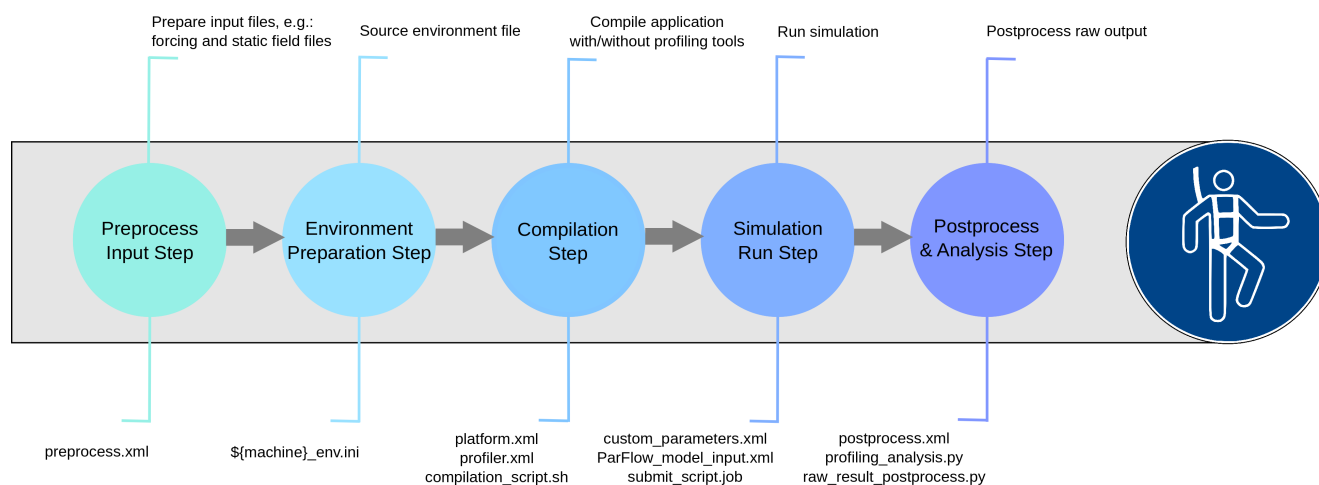 Prepare input files, e.g.:
forcing and static field files
Source environment file
Compile application
with/without profiling tools
Run simulation
Postprocess raw output
Preprocess
Input Step
Environment
Preparation Step
Compilation
Step
Simulation
Run Step
Postprocess
& Analysis Step
preprocess.xml
${machine}_env.ini
platform.xml
profiler.xml
compilation_script.sh
custom_parameters.xml
ParFlow_model_input.xml
submit_script.job
postprocess.xml
profiling_analysis.py
raw_result_postprocess.py